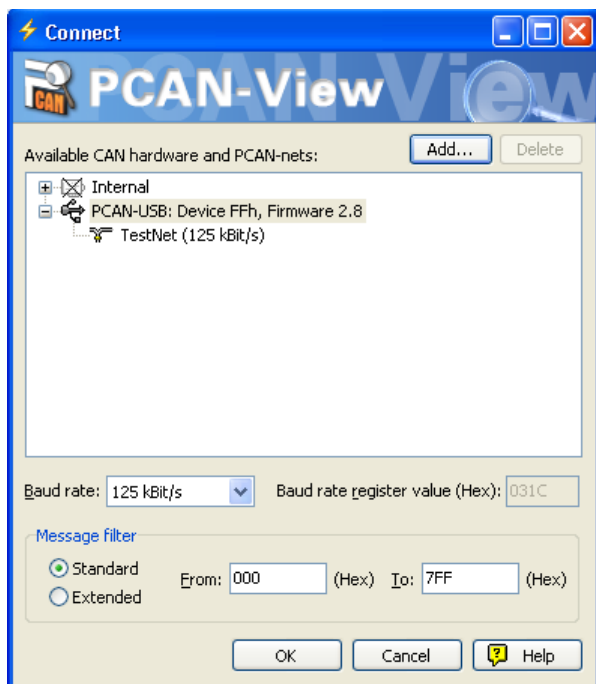 Connect
PCAN-View
CAN
Available CAN hardware and PCAN-nets: Add... Delete
Internal
PCAN-USB: Device FFh, Firmware 2.8
TestNet (125 kBit/s)
Baud rate: 125 kBit/s Baud rate register value (Hex): 031C
Message filter
Standard
Extended
From: 000 (Hex) To: 7FF (Hex)
OK Cancel Help